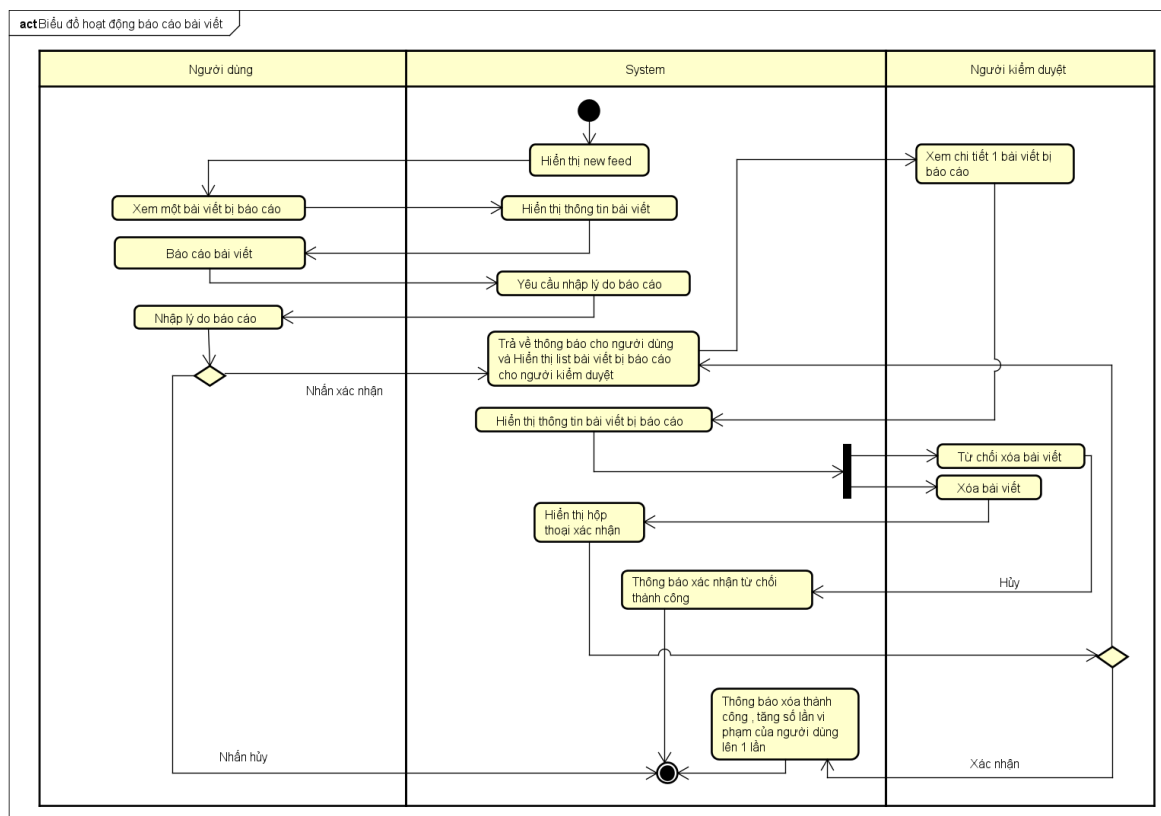 act Biểu đồ hoạt động báo cáo bài viết
Người dùng
System
Người kiểm duyệt
Hiển thị new feed
Xem chi tiết 1 bài viết bị
báo cáo
Xem một bài viết bị báo cáo
Hiển thị thông tin bài viết
Báo cáo bài viết
Yêu cầu nhập lý do báo cáo
Nhập lý do báo cáo
Trả về thông báo cho người dùng
và Hiển thị list bài viết bị báo cáo
cho người kiểm duyệt
Nhấn xác nhận
Hiển thị thông tin bài viết bị báo cáo
Từ chối xóa bài viết
Xóa bài viết
Hiển thị hộp
thoại xác nhận
Thông báo xác nhận từ chối
thành công
Hủy
Thông báo xóa thành
công , tăng số lần vi
phạm của người dùng
lên 1 lần
Nhấn hủy
Xác nhận